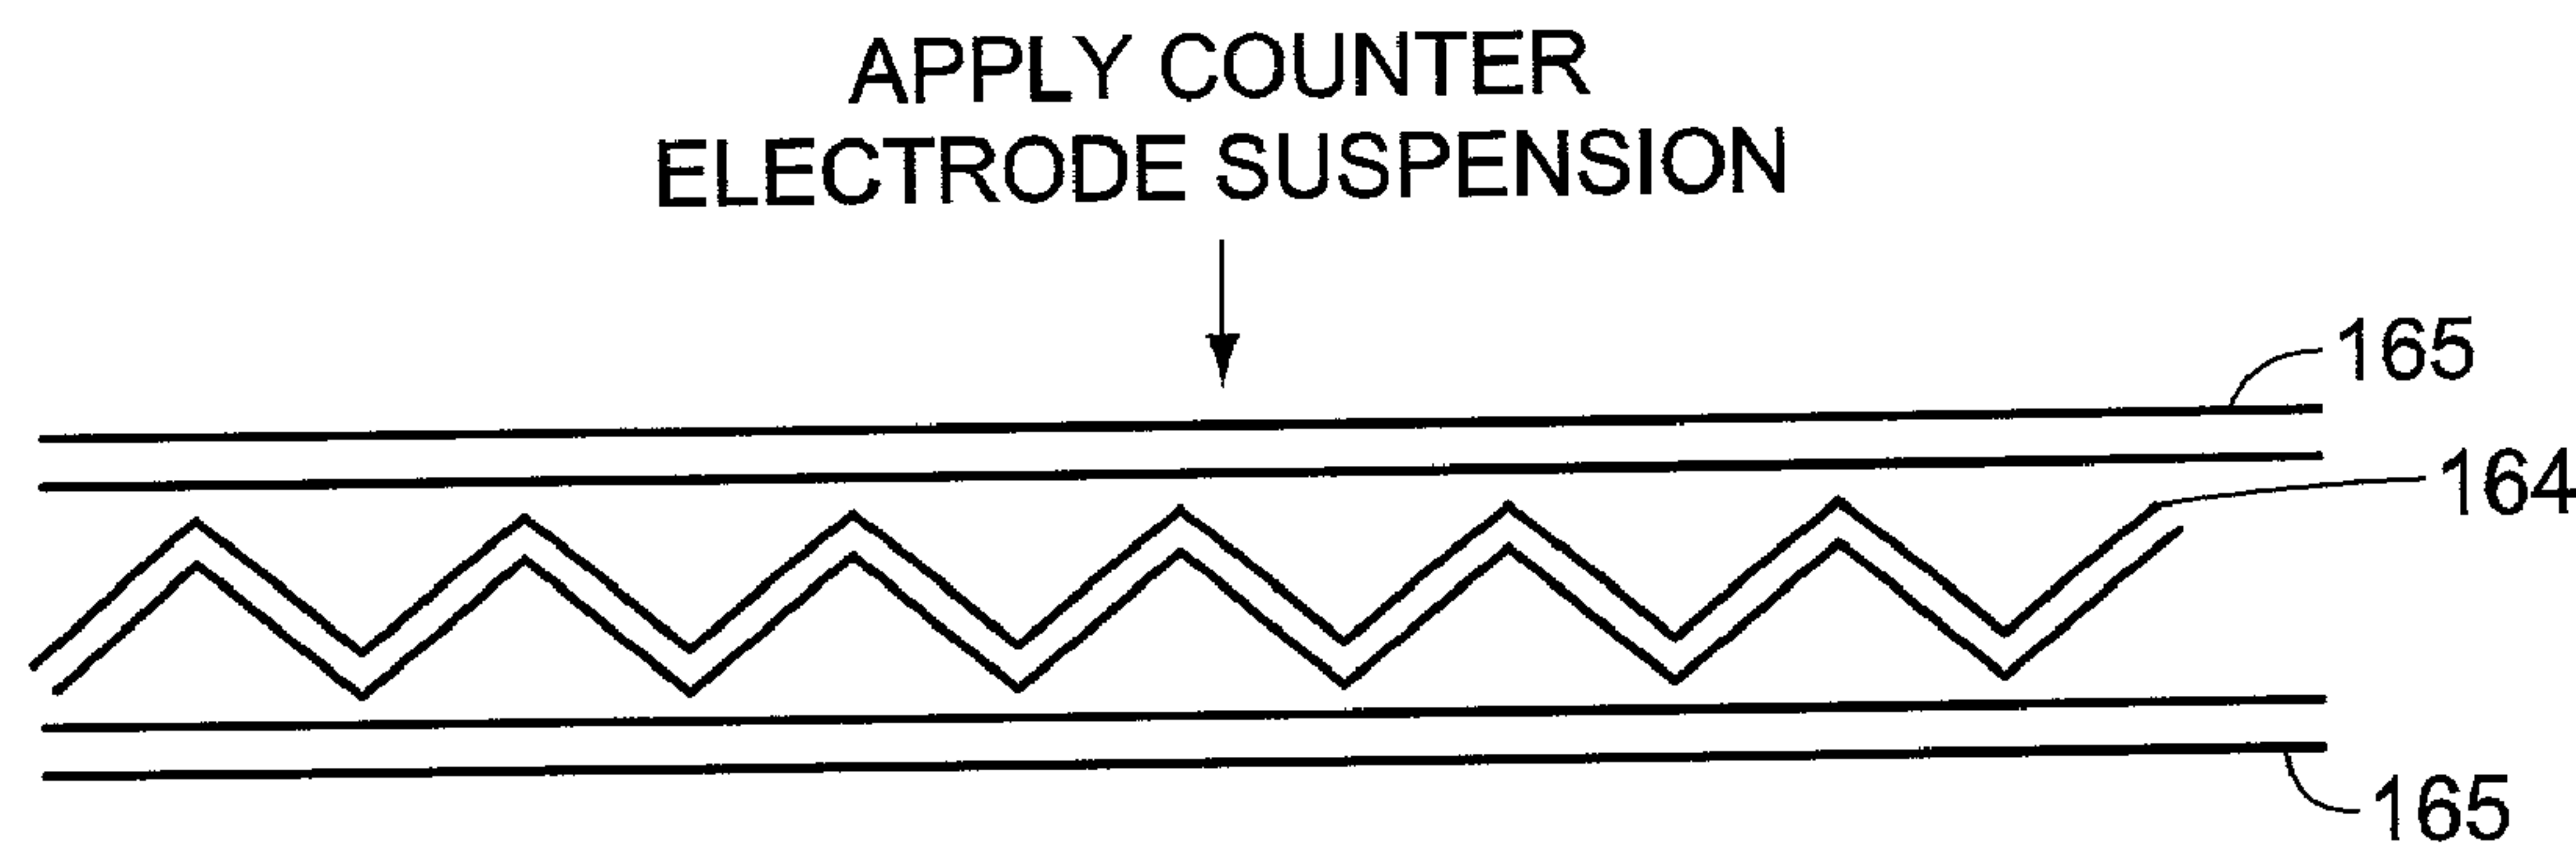 APPLY COUNTER
ELECTRODE SUSPENSION
165
164
165